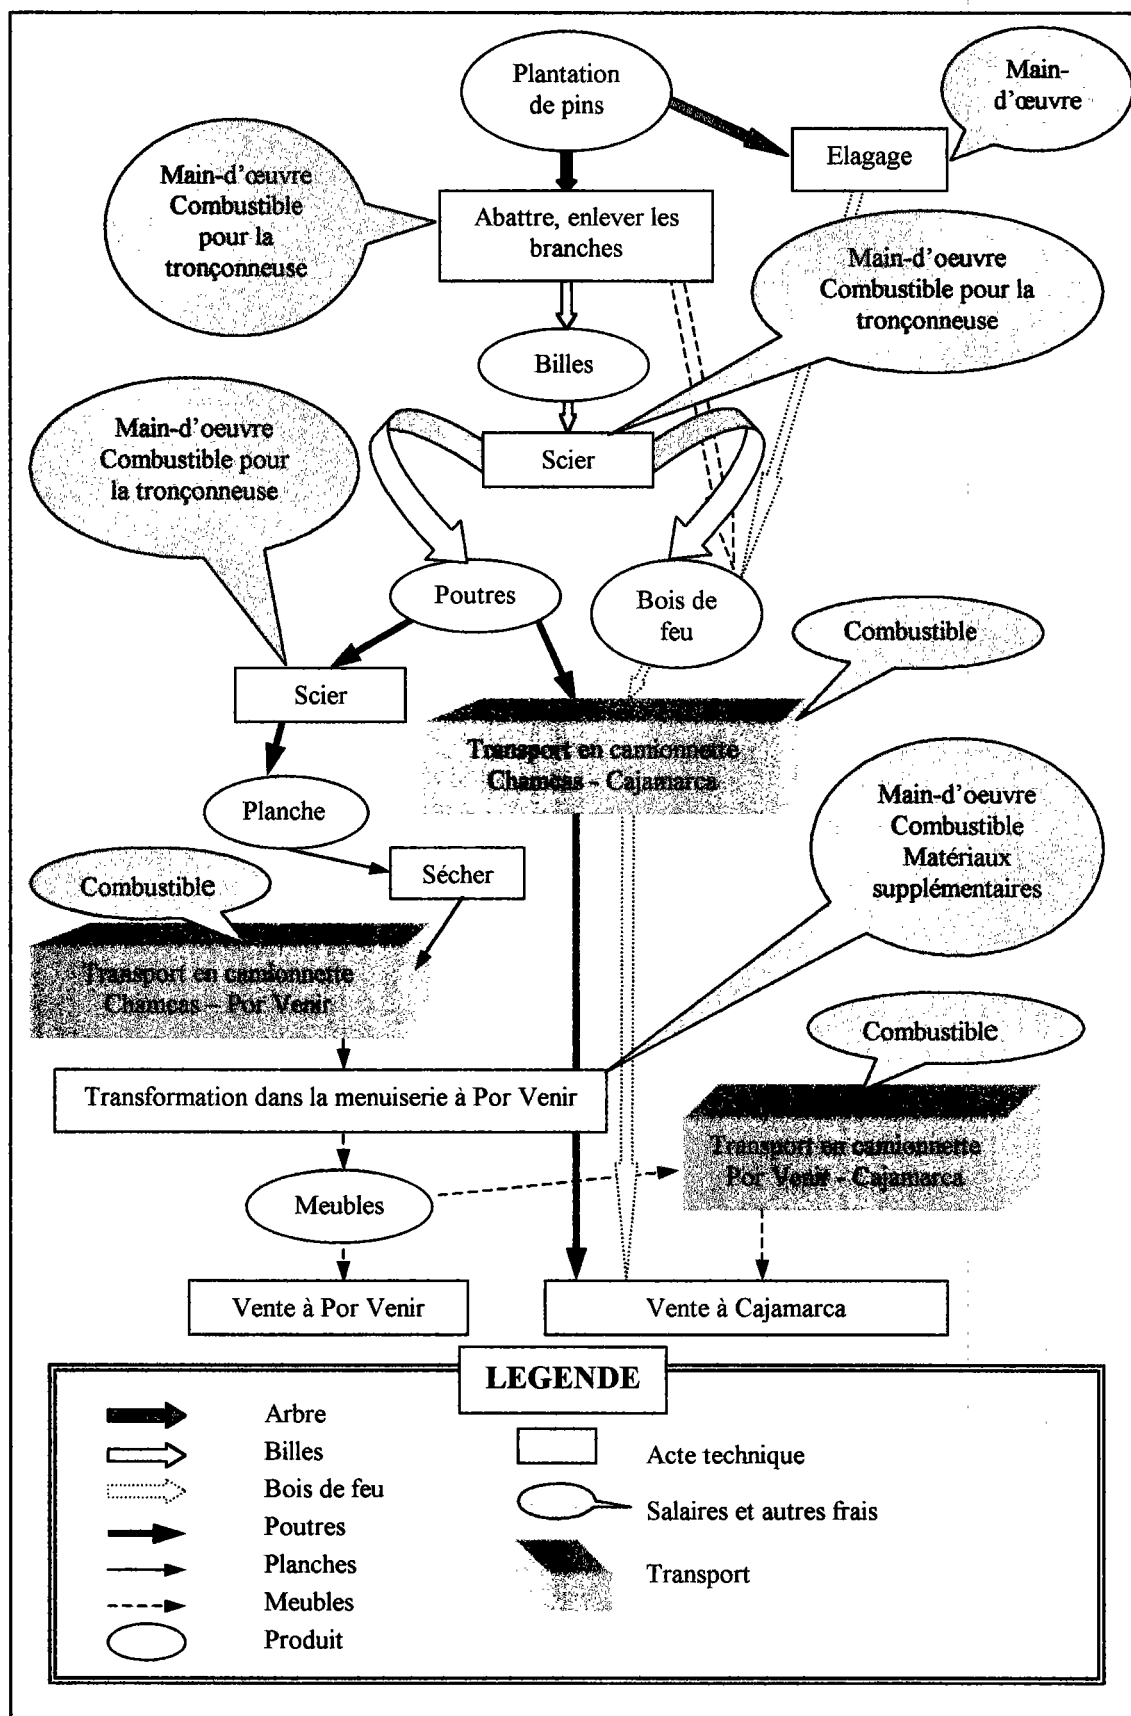 Plantation
de pins
Main-
d'œuvre
Elagage
Main-d'œuvre
Combustible
pour la
tronçonneuse
Abattre, enlever les
branches
Main-d'oeuvre
Combustible pour la
tronçonneuse
Billes
Main-d'oeuvre
Combustible pour
la tronçonneuse
Scier
Poutres
Bois de
feu
Combustible
Scier
Transport en camionnette
Chamcas - Cajamarca
Planche
Main-d'oeuvre
Combustible
Matériaux
supplémentaires
Sécher
Combustible
Transport en camionnette
Chamcas – Por Venir
Combustible
Transformation dans la menuiserie à Por Venir
Transport en camionnette
Por Venir - Cajamarca
Meubles
Vente à Por Venir
Vente à Cajamarca
LEGENDE
Arbre
Billes
Bois de feu
Poutres
Planches
Meubles
Produit
Acte technique
Salaires et autres frais
Transport